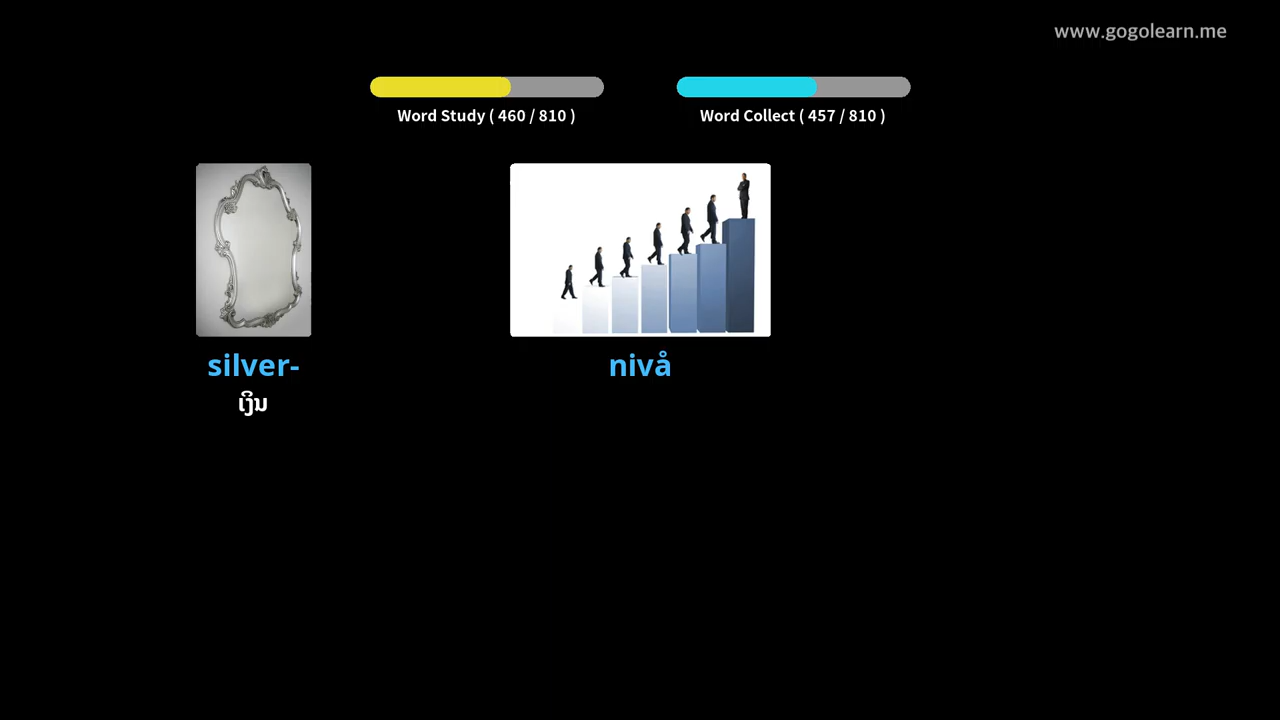 www.gogolearn.me
Word Study ( 460 / 810 )
Word Collect ( 457 / 810 )
silver-
ເງິນ
nivå